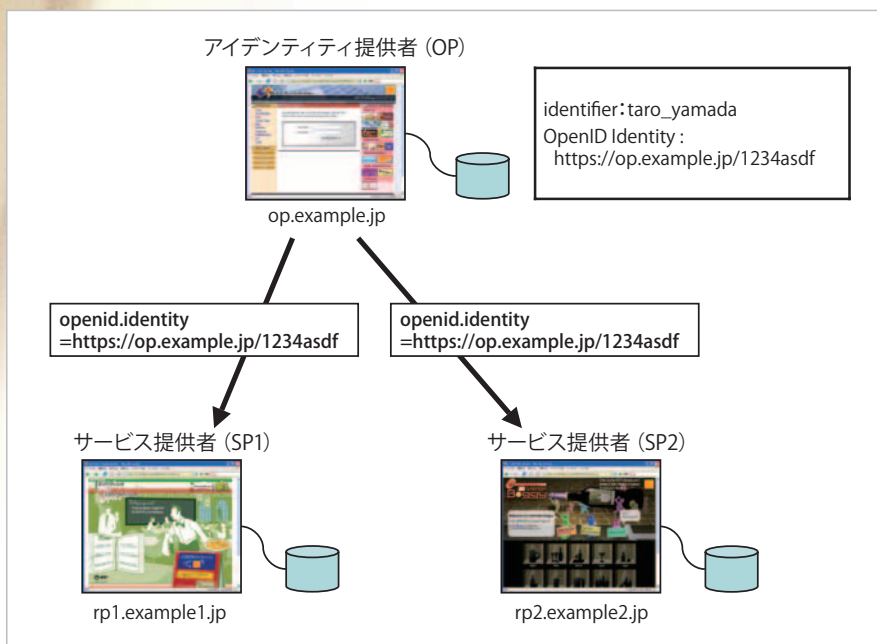 アイデンティティ提供者（OP）
identifier：taro_yamada
OpenID Identity :
https://op.example.jp/1234asdf
op.example.jp
openid.identity
=https://op.example.jp/1234asdf
openid.identity
=https://op.example.jp/1234asdf
サービス提供者（SP1）
サービス提供者（SP2）
rp1.example1.jp
rp2.example2.jp